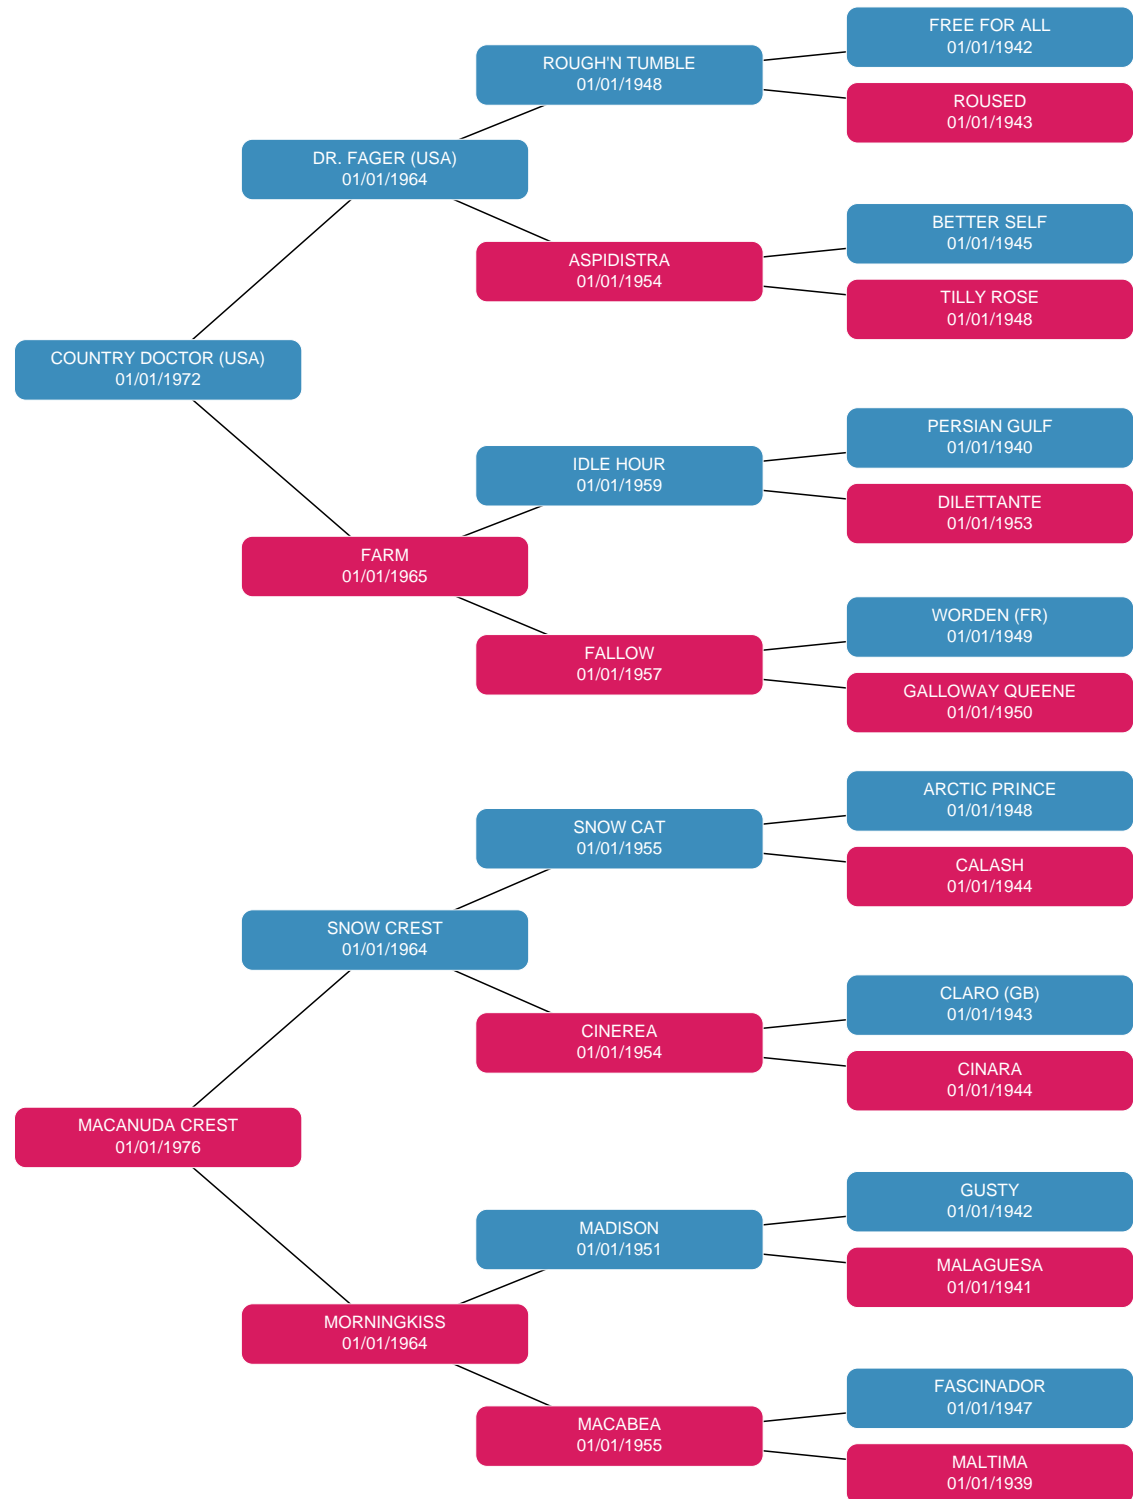 FREE FOR ALL
01/01/1942
ROUGH'N TUMBLE
01/01/1948
ROUSED
01/01/1943
DR. FAGER (USA)
01/01/1964
BETTER SELF
01/01/1945
ASPIDISTRA
01/01/1954
TILLY ROSE
01/01/1948
COUNTRY DOCTOR (USA)
01/01/1972
PERSIAN GULF
01/01/1940
IDLE HOUR
01/01/1959
DILETTANTE
01/01/1953
FARM
01/01/1965
WORDEN (FR)
01/01/1949
FALLOW
01/01/1957
GALLOWAY QUEENE
01/01/1950
ARCTIC PRINCE
01/01/1948
SNOW CAT
01/01/1955
CALASH
01/01/1944
SNOW CREST
01/01/1964
CLARO (GB)
01/01/1943
CINEREA
01/01/1954
CINARA
01/01/1944
MACANUDA CREST
01/01/1976
GUSTY
01/01/1942
MADISON
01/01/1951
MALAGUESA
01/01/1941
MORNINGKISS
01/01/1964
FASCINADOR
01/01/1947
MACABEA
01/01/1955
MALTIMA
01/01/1939